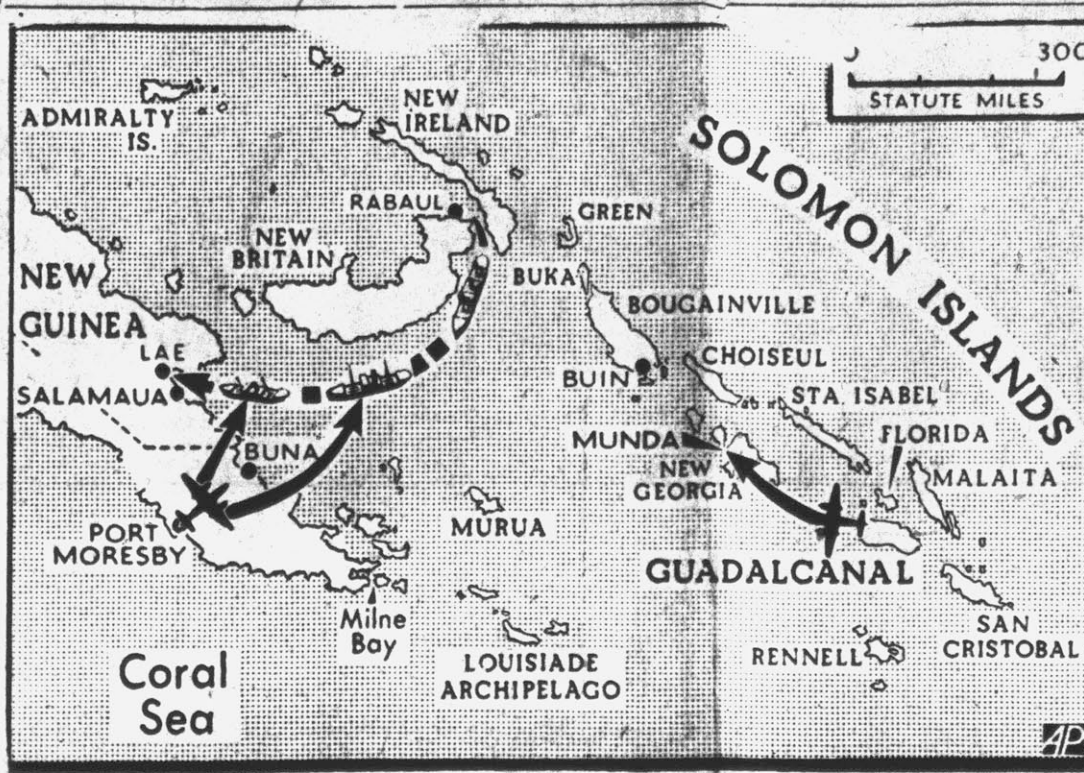 0 300
STATUTE MILES
ADMIRALTY
IS.
NEW
IRELAND
SOLOMON ISLANDS
RABAUL
GREEN
NEW
BRITAIN
BUKA
NEW
GUINEA
BOUGAINVILLE
LAE
CHOISEUL
SALAMAUA
BUIN
STA. ISABEL
FLORIDA
MUNDA
BUNA
NEW
GEORGIA
MALAITA
MURUA
PORT
MORESBY
GUADALCANAL
Milne
Bay
SAN
CRISTOBAL
RENNELL
LOUISIADE
ARCHIPELAGO
Coral
Sea
AP